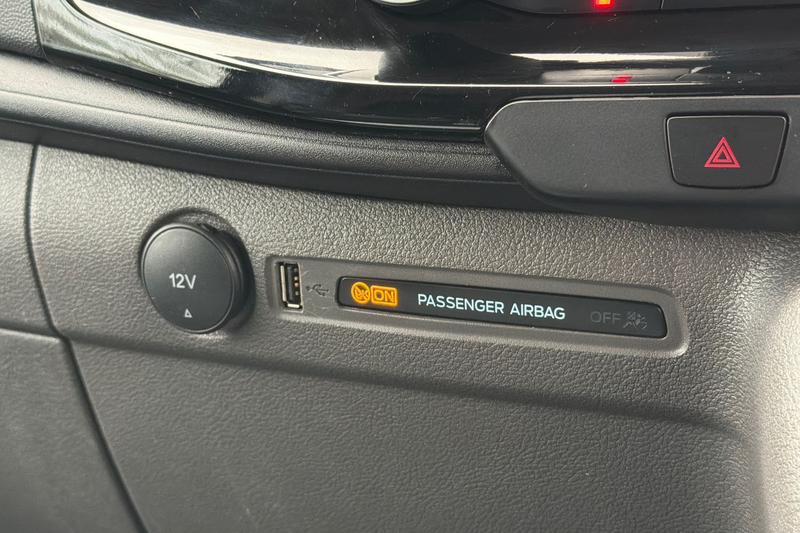 12V
ON PASSENGER AIRBAG OFF